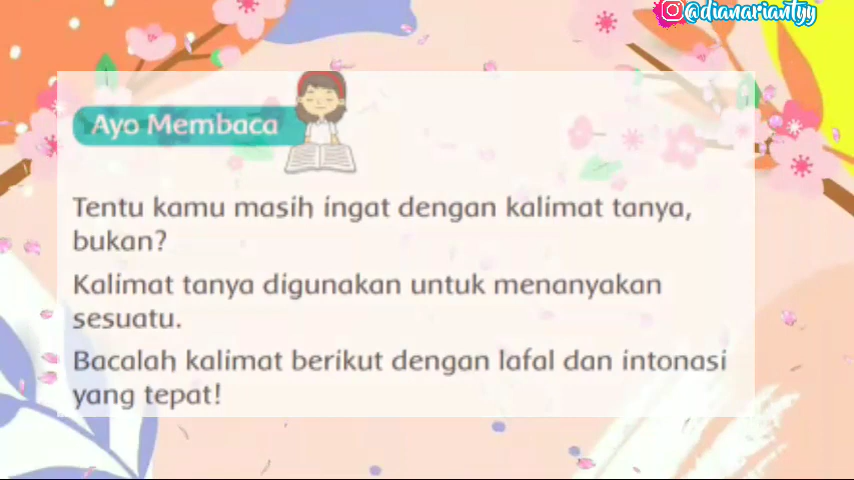 @dianariantyy
Ayo Membaca
Tentu kamu masih ingat dengan kalimat tanya,
bukan?
Kalimat tanya digunakan untuk menanyakan
sesuatu.
Bacalah kalimat berikut dengan lafal dan intonasi
yang tepat!